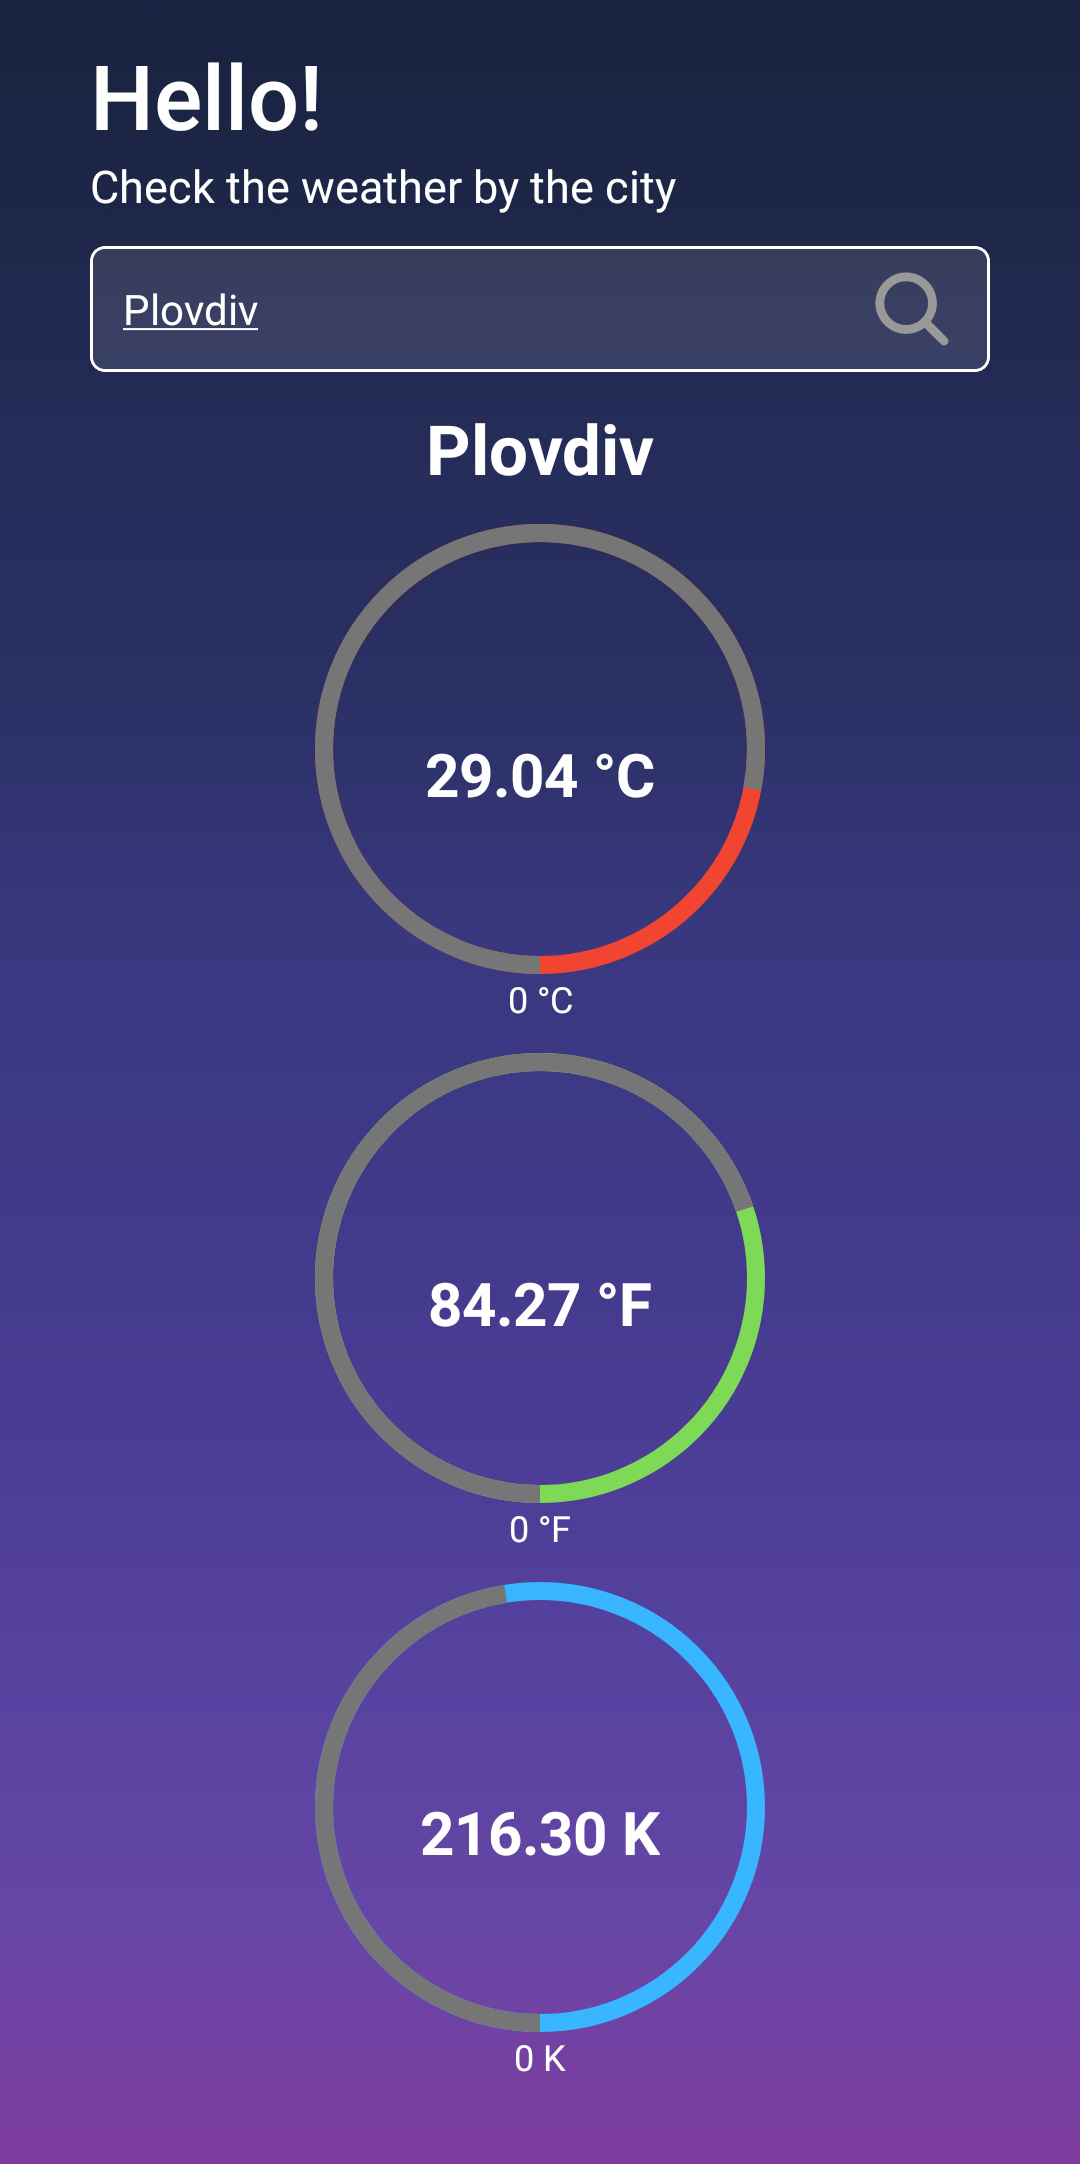 Hello!
Check the weather by the city
Plovdiv
Plovdiv
29.04 °C
0 °C
84.27 °F
0 °F
216.30 K
0 K